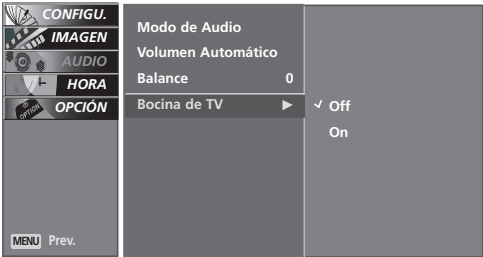 CONFIGU.
IMAGEN
AUDIO
HORA
OPCIÓN
OPTION
MENU Prev.
Modo de Audio
Volumen Automático
Balance 0
Bocina de TV ▶
✓ Off
On